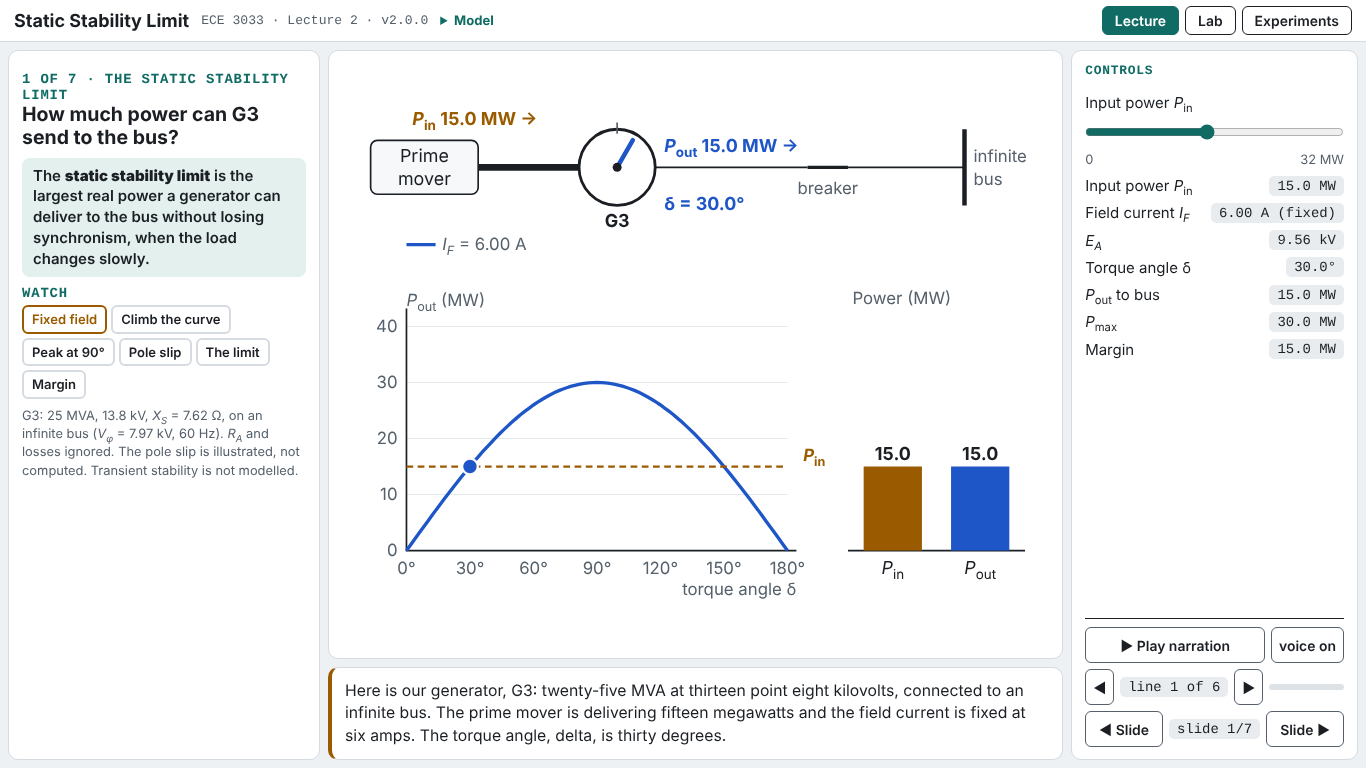 Static Stability Limit ECE 3033 · Lecture 2 · v2.0.0 ▶ Model Lecture Lab Experiments
1 OF 7 · THE STATIC STABILITY
LIMIT
How much power can G3
send to the bus?
The static stability limit is the
largest real power a generator can
deliver to the bus without losing
synchronism, when the load
changes slowly.
WATCH
Fixed field Climb the curve
Peak at 90° Pole slip The limit
Margin
G3: 25 MVA, 13.8 kV, XS = 7.62 Ω, on an
infinite bus (Vφ = 7.97 kV, 60 Hz). RA and
losses ignored. The pole slip is illustrated, not
computed. Transient stability is not modelled.
Pin 15.0 MW →
Prime
mover
Pout 15.0 MW →
infinite
bus
breaker
δ = 30.0°
G3
IF = 6.00 A
Pout (MW)
40
30
20
10
0
Pin
0° 30° 60° 90° 120° 150° 180°
torque angle δ
Power (MW)
15.0 15.0
Pin Pout
Here is our generator, G3: twenty-five MVA at thirteen point eight kilovolts, connected to an
infinite bus. The prime mover is delivering fifteen megawatts and the field current is fixed at
six amps. The torque angle, delta, is thirty degrees.
CONTROLS
Input power Pin
0 32 MW
Input power Pin 15.0 MW
Field current IF 6.00 A (fixed)
EA 9.56 kV
Torque angle δ 30.0°
Pout to bus 15.0 MW
Pmax 30.0 MW
Margin 15.0 MW
▶ Play narration voice on
◀ line 1 of 6 ▶
◀ Slide slide 1/7 Slide ▶